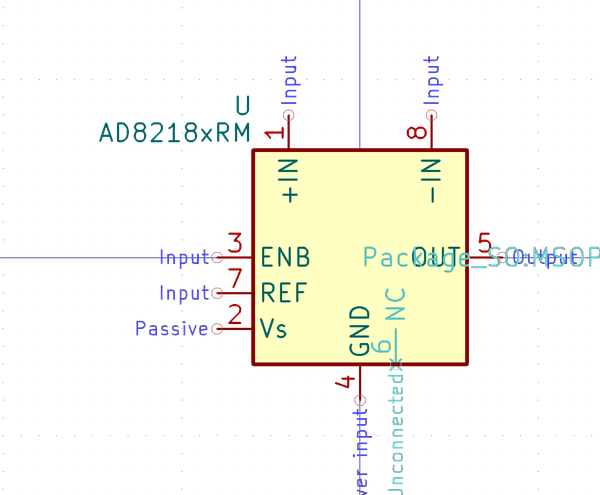 Input
Input
U
AD8218xRM
1
8
+IN
-IN
Input
3
ENB
OUT
5
Output
Package_SO:MSOP
Input
7
REF
Passive
2
Vs
GND
6
NC
4
wer input
Unconnected